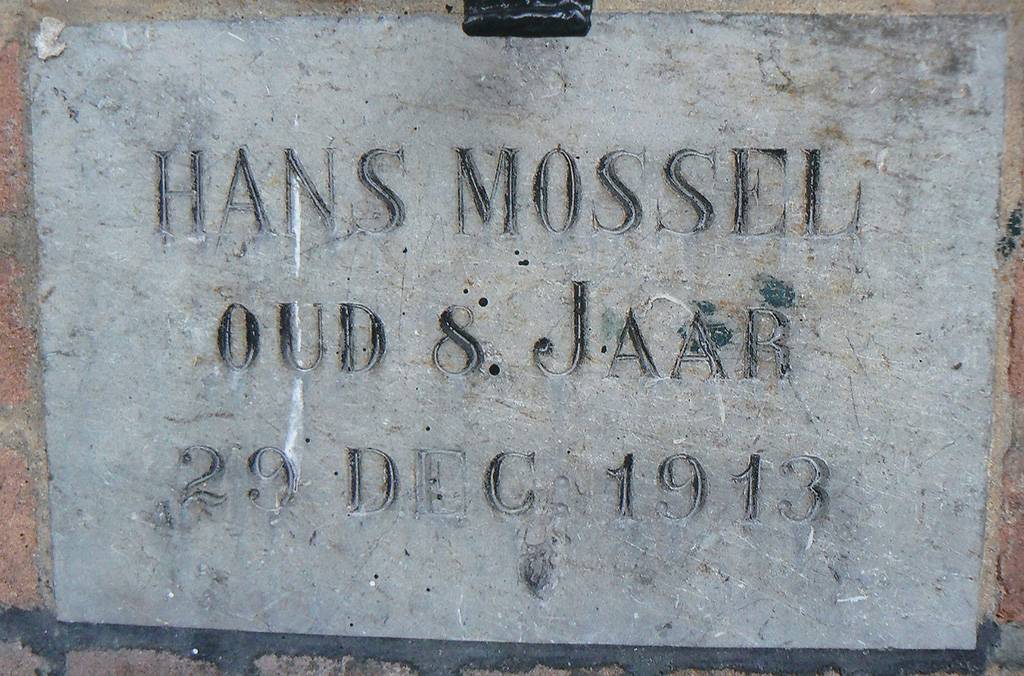 HANS MOSSEL
OUD 8 JAAR
29 DEC 1913